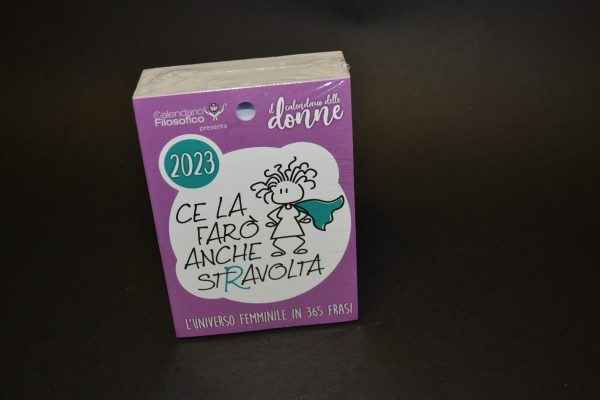 Calendario
Filosofico
presenta
il calendario delle
donne
2023
CE LA
FARÒ
ANCHE
STRAVOLTA
L'UNIVERSO FEMMINILE IN 365 FRASI